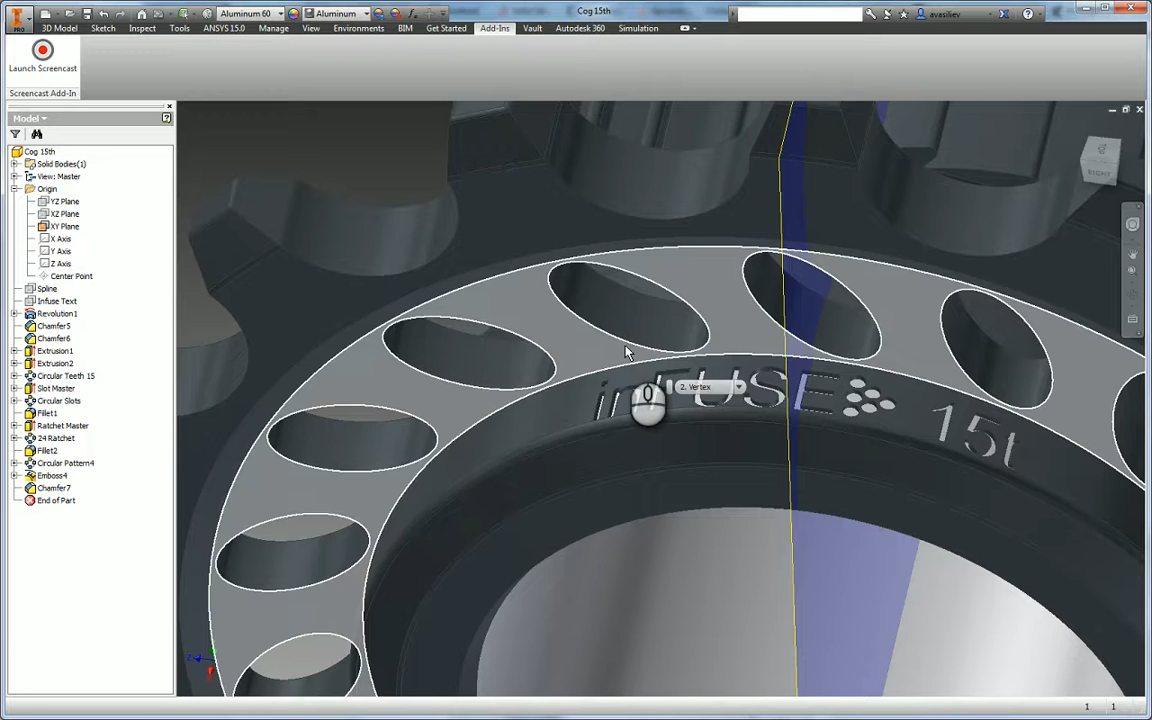 Cog 15th
PRO
Aluminum 60
Aluminum
avasiliev
3D Model Sketch Inspect Tools ANSYS 15.0 Manage View Environments BIM Get Started Add-Ins Vault Autodesk 360 Simulation
Launch Screencast
Screencast Add-In
Model
Cog 15th
Solid Bodies(1)
View: Master
Origin
YZ Plane
XZ Plane
XY Plane
X Axis
Y Axis
Z Axis
Center Point
Spline
Infuse Text
Revolution1
Chamfer5
Chamfer6
Extrusion1
Extrusion2
Circular Teeth 15
Slot Master
Circular Slots
Fillet1
Ratchet Master
24 Ratchet
Fillet2
Circular Pattern4
Emboss4
Chamfer7
End of Part
RIGHT
2. Vertex
inFUSE 15t
Z
1 1